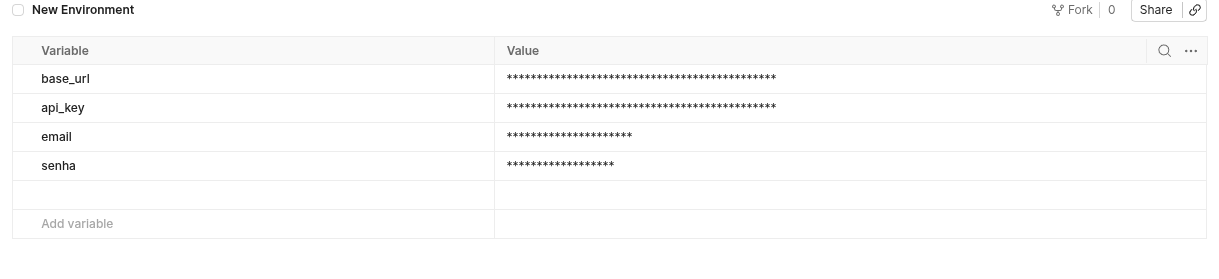 New Environment Fork 0 Share
Variable Value
base_url *********************************************
api_key *********************************************
email *********************
senha ******************
Add variable